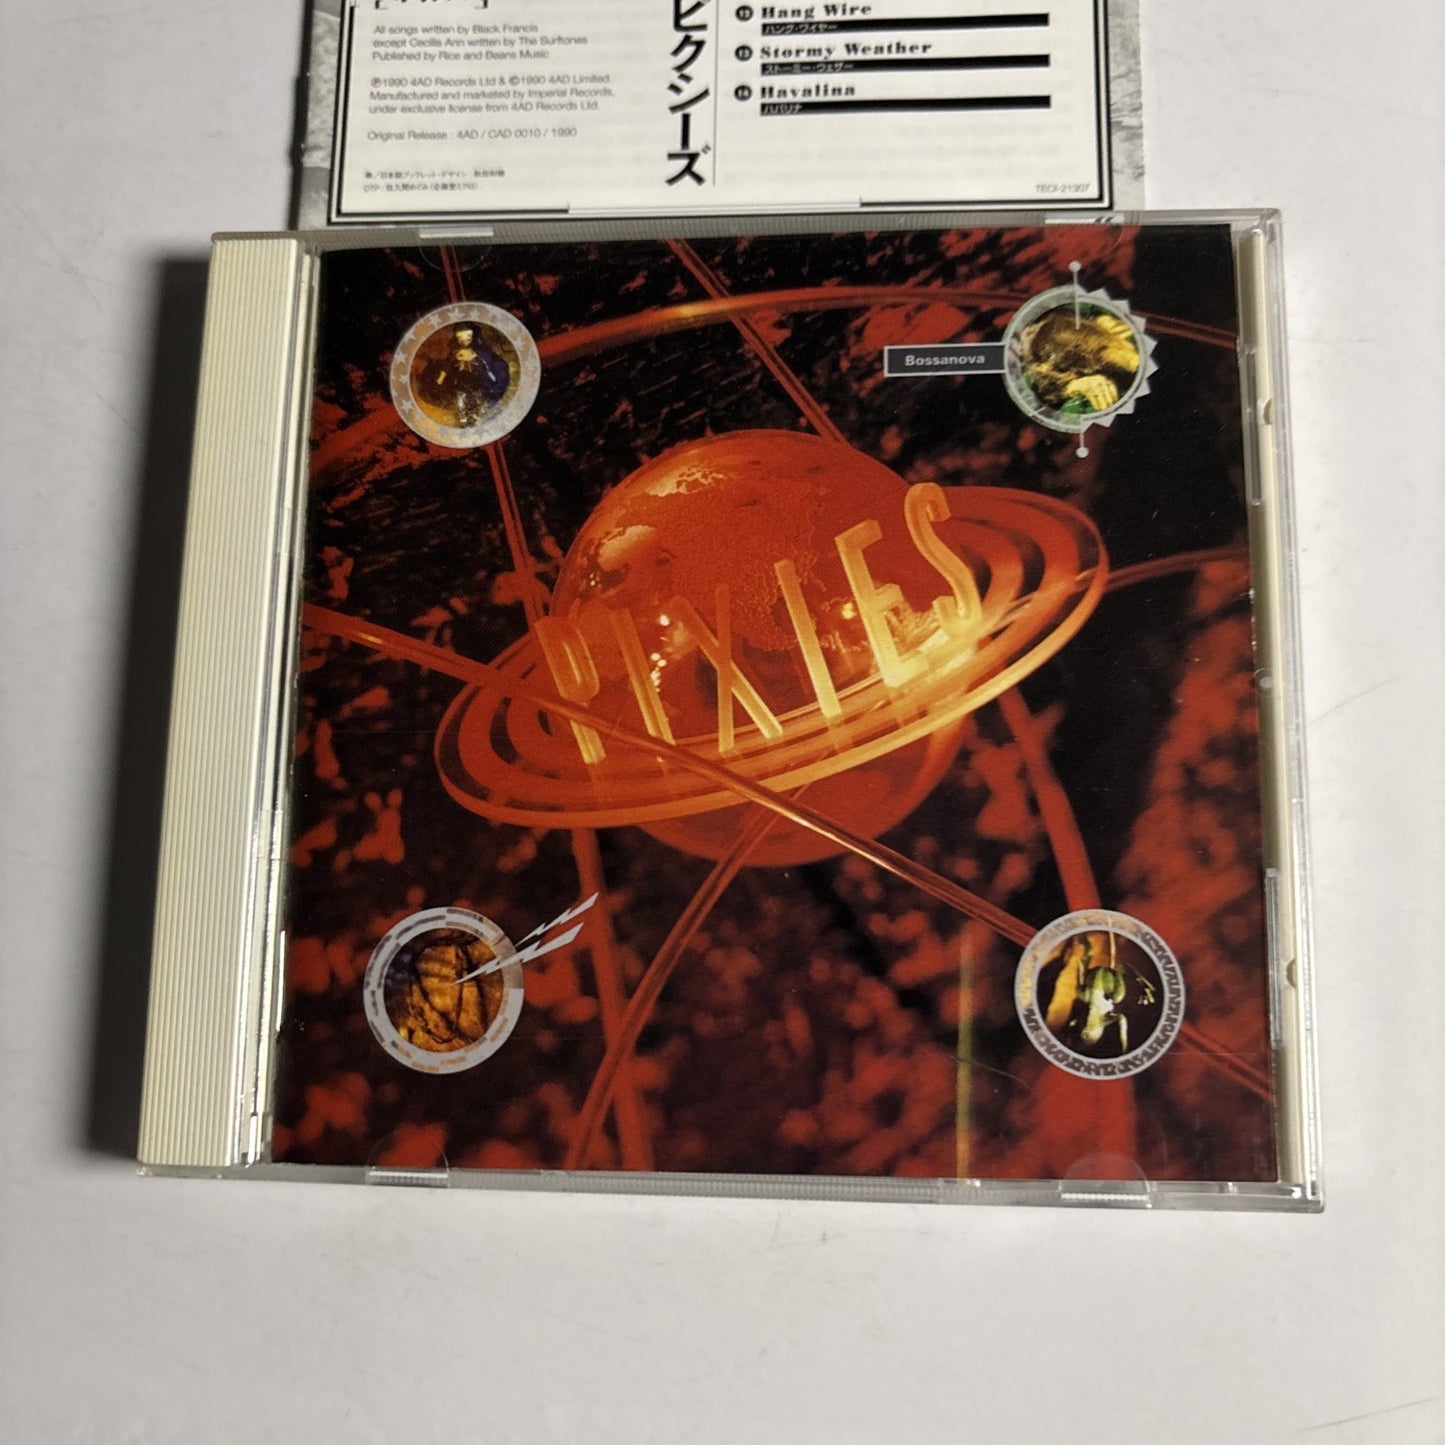 All songs written by Black Francis
except Cecilia Ann written by The Surftones
Published by Rice and Beans Music
℗1990 4AD Records Ltd & ©1990 4AD Limited.
Manufactured and marketed by Imperial Records,
under exclusive license from 4AD Records Ltd.
Original Release : 4AD / CAD 0010 / 1990
ピクシーズ
12 Hang Wire
ハング・ワイヤー
13 Stormy Weather
ストーミー・ウェザー
14 Havalina
ハバリナ
TECI-21307
Bossanova
PIXIES